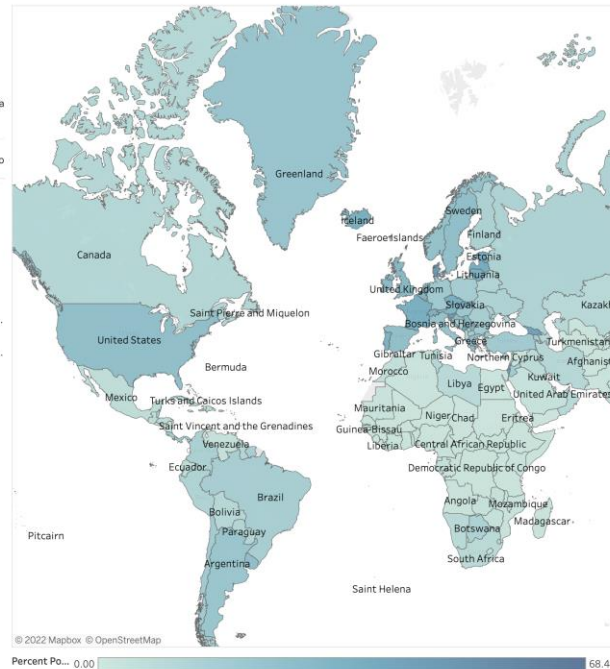 a
o
Greenland
Iceland
Sweden
Faeroe Islands
Finland
Canada
Estonia
Lithuania
United Kingdom
Slovakia
Kazakh
Saint Pierre and Miquelon
Bosnia and Herzegovina
United States
Greece
Turkmenistan
Gibraltar
Tunisia
Northern Cyprus
Afghanist
Bermuda
Morocco
Kuwait
Libya
Egypt
United Arab Emirates
Mexico
Turks and Caicos Islands
Mauritania
Niger
Chad
Eritrea
Saint Vincent and the Grenadines
Guinea-Bissau
Liberia
Central African Republic
Venezuela
Ecuador
Democratic Republic of Congo
Brazil
Angola
Mozambique
Bolivia
Madagascar
Paraguay
Botswana
Pitcairn
South Africa
Argentina
Saint Helena
© 2022 Mapbox © OpenStreetMap
Percent Po... 0.00 68.4